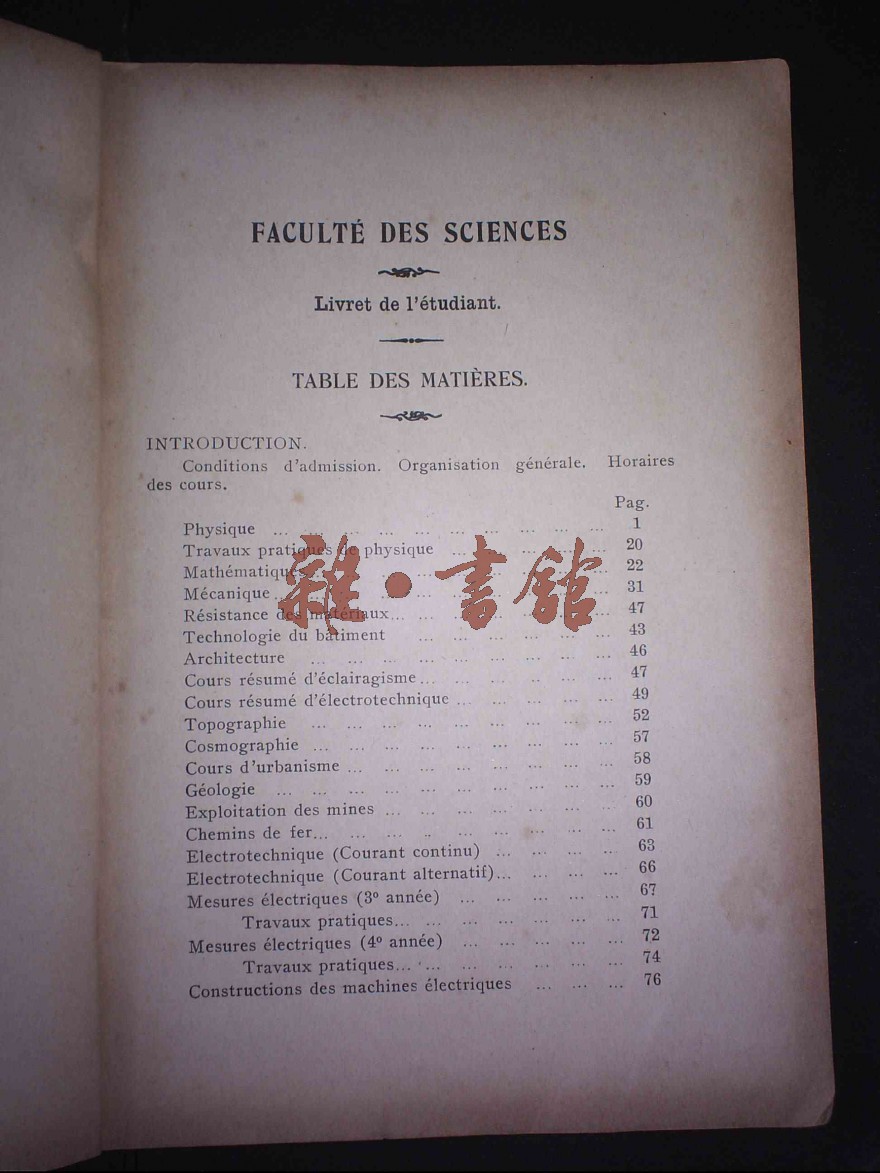 FACULTÉ DES SCIENCES
Livret de l'étudiant.
TABLE DES MATIÈRES.
INTRODUCTION.
Conditions d'admission. Organisation générale. Horaires
des cours.
Pag.
Physique ... ... ... ... ... ... ... ... ... ... 1
Travaux pratiques de physique ... ... ... ... ... 20
Mathématiques ... ... ... ... ... ... ... ... 22
Mécanique ... ... ... ... ... ... ... ... ... 31
Résistance des matériaux ... ... ... ... ... ... 47
Technologie du bâtiment ... ... ... ... ... ... 43
Architecture ... ... ... ... ... ... ... ... ... 46
Cours résumé d'éclairagisme ... ... ... ... ... ... 47
Cours résumé d'électrotechnique ... ... ... ... ... 49
Topographie ... ... ... ... ... ... ... ... ... 52
Cosmographie ... ... ... ... ... ... ... ... ... 57
Cours d'urbanisme ... ... ... ... ... ... ... ... 58
Géologie ... ... ... ... ... ... ... ... ... ... 59
Exploitation des mines ... ... ... ... ... ... ... 60
Chemins de fer... ... ... ... .. ... ... ... ... ... 61
Electrotechnique (Courant continu) ... ... ... ... 63
Electrotechnique (Courant alternatif)... ... ... ... 66
Mesures électriques (3º année) ... ... ... ... ... 67
Travaux pratiques... ... ... ... ... ... ... 71
Mesures électriques (4º année) ... ... ... ... ... 72
Travaux pratiques... ... ... ... ... ... ... 74
Constructions des machines électriques ... ... ... 76
雜·書館